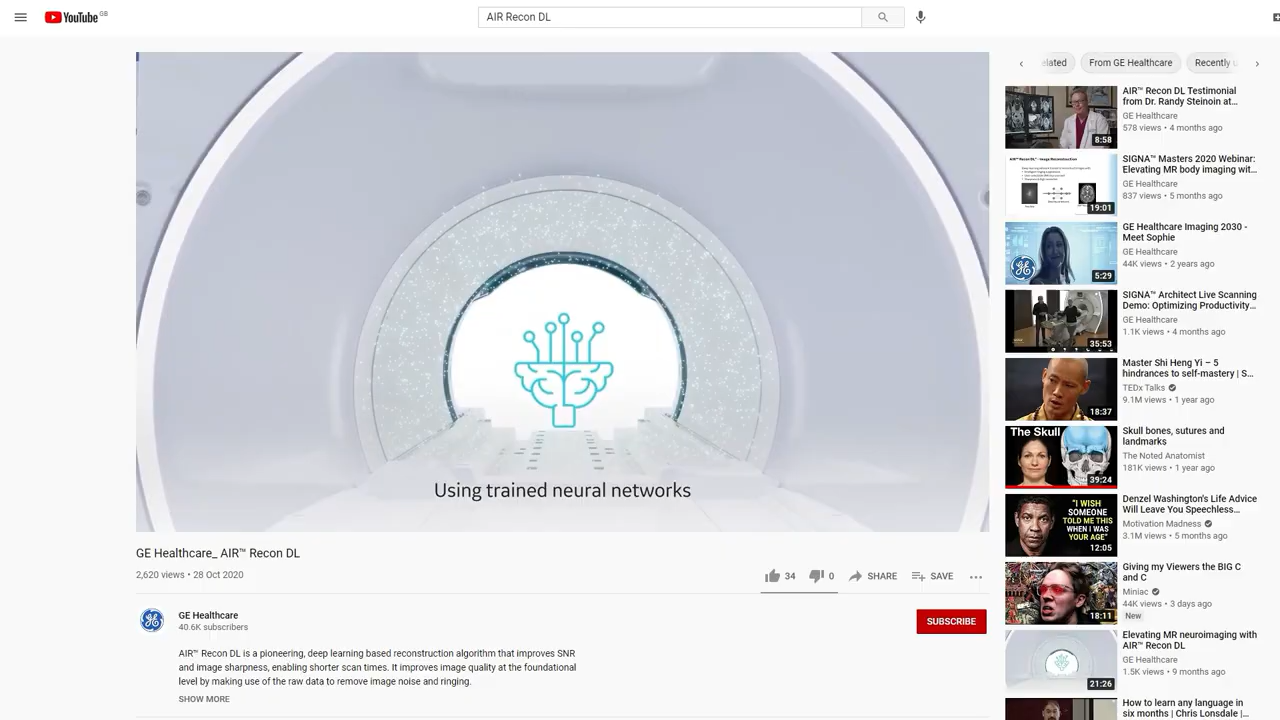 YouTube GB
AIR Recon DL
Using trained neural networks
GE Healthcare_ AIR™ Recon DL
2,620 views • 28 Oct 2020
34
0
SHARE
SAVE
GE Healthcare
40.6K subscribers
SUBSCRIBE
AIR™ Recon DL is a pioneering, deep learning based reconstruction algorithm that improves SNR
and image sharpness, enabling shorter scan times. It improves image quality at the foundational
level by making use of the raw data to remove image noise and ringing.
SHOW MORE
elated
From GE Healthcare
Recently u
8:58
AIR™ Recon DL Testimonial
from Dr. Randy Steinoin at…
GE Healthcare
578 views • 4 months ago
19:01
SIGNA™ Masters 2020 Webinar:
Elevating MR body imaging wit…
GE Healthcare
837 views • 5 months ago
5:29
GE Healthcare Imaging 2030 -
Meet Sophie
GE Healthcare
44K views • 2 years ago
35:53
SIGNA™ Architect Live Scanning
Demo: Optimizing Productivity…
GE Healthcare
1.1K views • 4 months ago
18:37
Master Shi Heng Yi – 5
hindrances to self-mastery | S…
TEDx Talks
9.1M views • 1 year ago
The Skull
39:24
Skull bones, sutures and
landmarks
The Noted Anatomist
181K views • 1 year ago
"I WISH
SOMEONE
TOLD ME THIS
WHEN I WAS
YOUR AGE"
12:05
Denzel Washington's Life Advice
Will Leave You Speechless…
Motivation Madness
3.1M views • 5 months ago
18:11
Giving my Viewers the BIG C
and C
Miniac
44K views • 3 days ago
New
21:26
Elevating MR neuroimaging with
AIR™ Recon DL
GE Healthcare
1.5K views • 9 months ago
How to learn any language in
six months | Chris Lonsdale |…